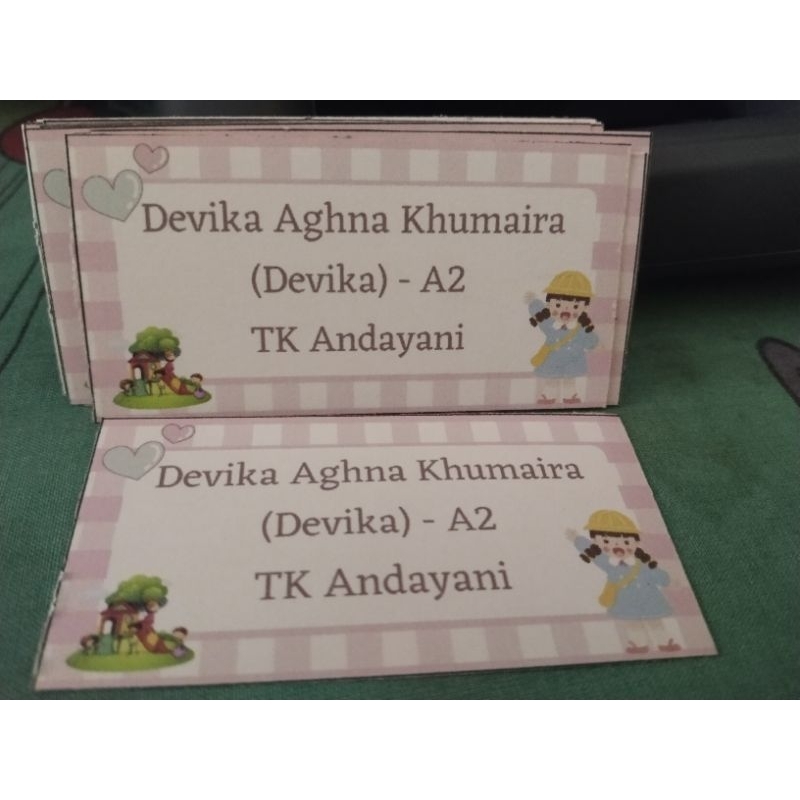 Devika Aghna Khumaira
(Devika) - A2
TK Andayani
Devika Aghna Khumaira
(Devika) - A2
TK Andayani